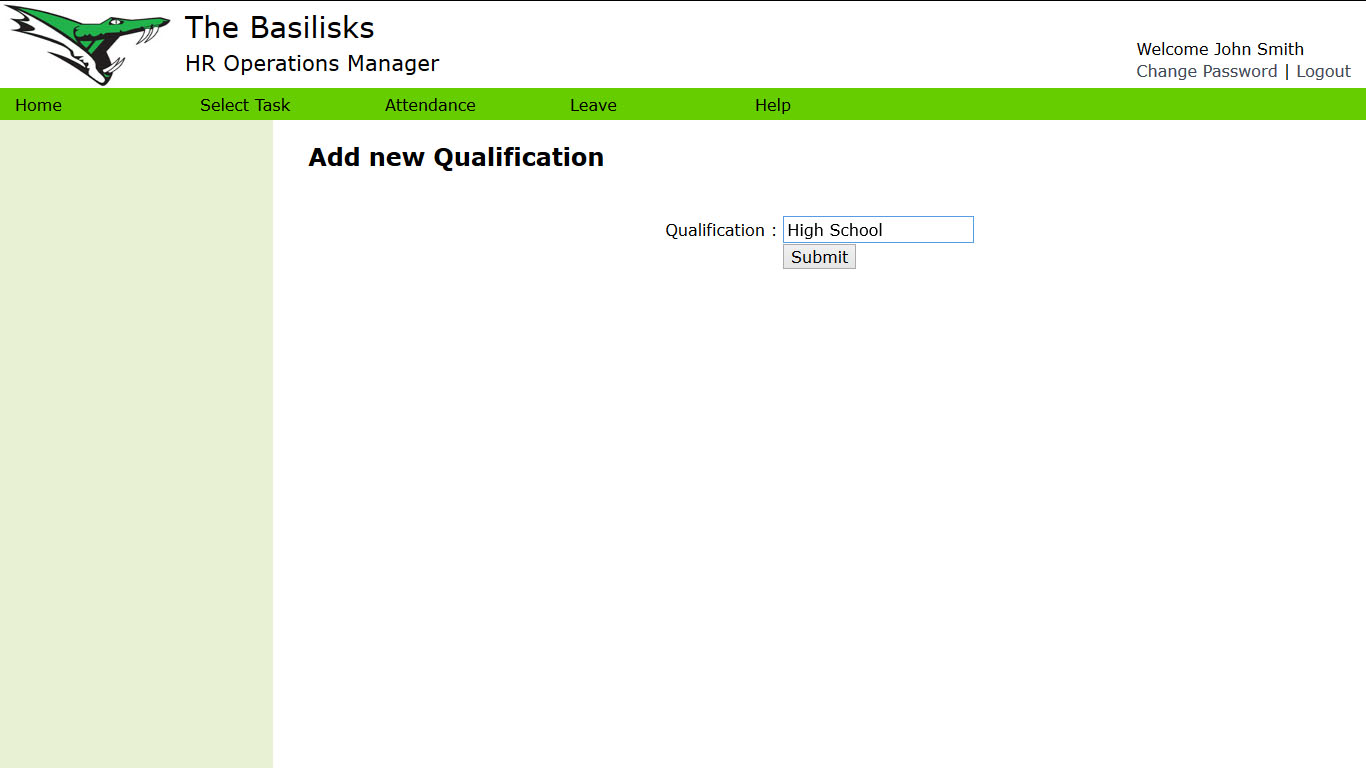 The Basilisks
HR Operations Manager
Welcome John Smith
Change Password | Logout
Home Select Task Attendance Leave Help
Add new Qualification
Qualification : High School
Submit